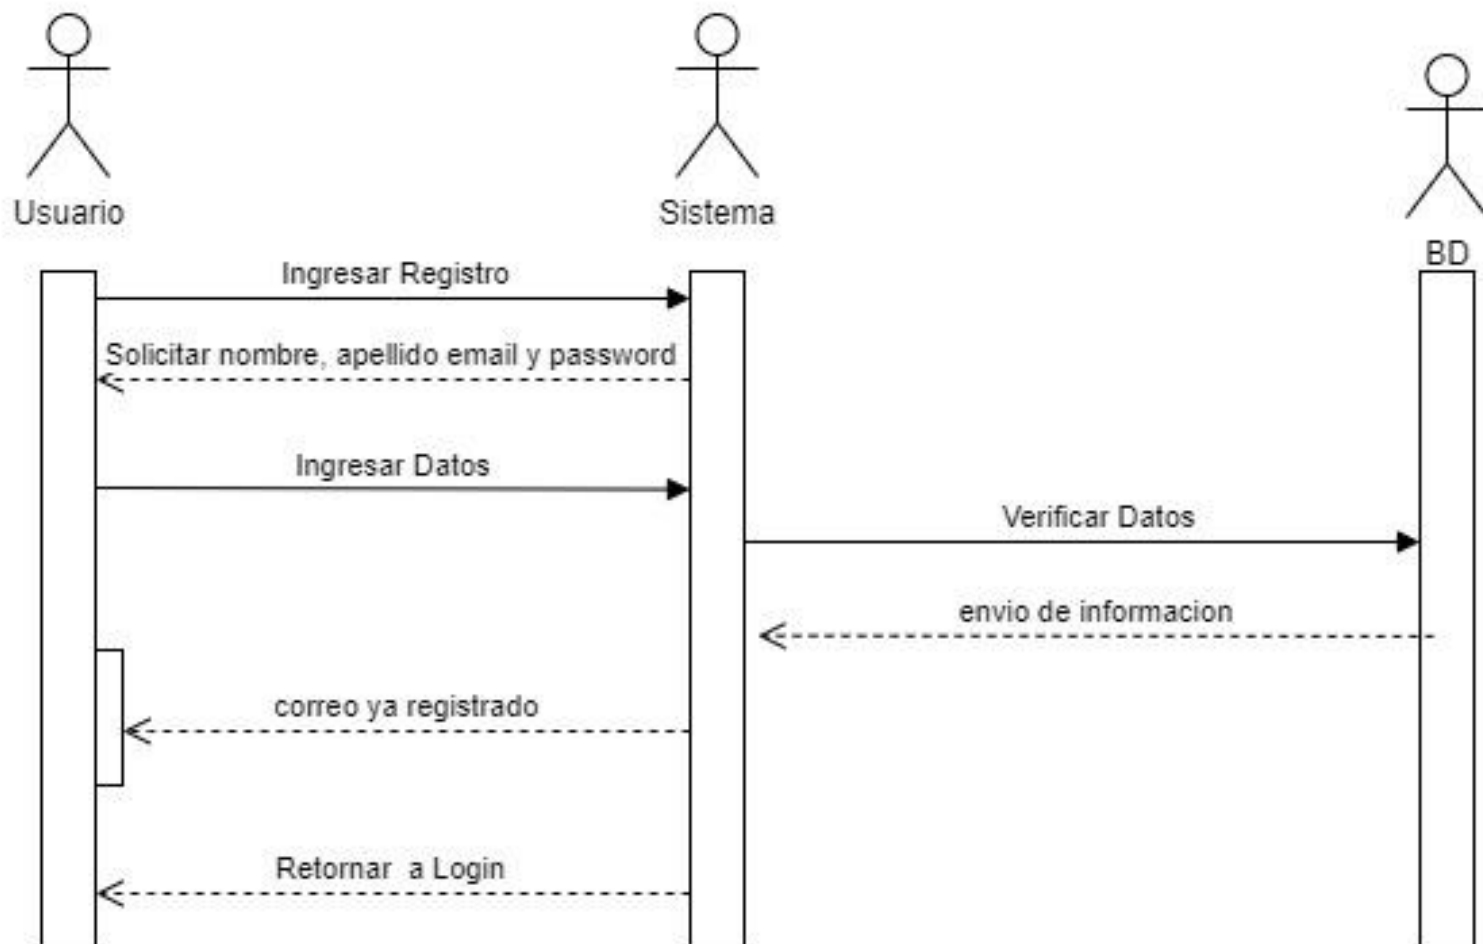 Usuario
Sistema
BD
Ingresar Registro
Solicitar nombre, apellido email y password
Ingresar Datos
Verificar Datos
envio de informacion
correo ya registrado
Retornar  a Login